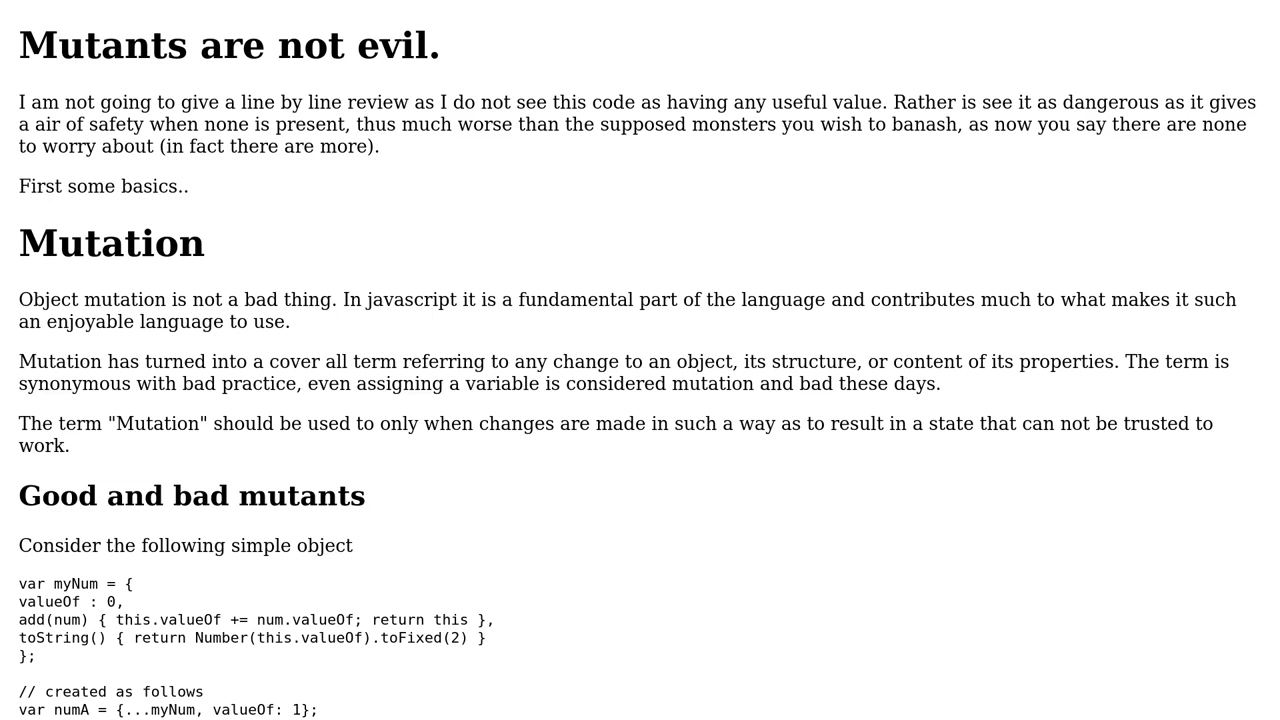 Mutants are not evil.
I am not going to give a line by line review as I do not see this code as having any useful value. Rather is see it as dangerous as it gives
a air of safety when none is present, thus much worse than the supposed monsters you wish to banash, as now you say there are none
to worry about (in fact there are more).
First some basics..
Mutation
Object mutation is not a bad thing. In javascript it is a fundamental part of the language and contributes much to what makes it such
an enjoyable language to use.
Mutation has turned into a cover all term referring to any change to an object, its structure, or content of its properties. The term is
synonymous with bad practice, even assigning a variable is considered mutation and bad these days.
The term "Mutation" should be used to only when changes are made in such a way as to result in a state that can not be trusted to
work.
Good and bad mutants
Consider the following simple object
var myNum = {
valueOf : 0,
add(num) { this.valueOf += num.valueOf; return this },
toString() { return Number(this.valueOf).toFixed(2) }
};
// created as follows
var numA = {...myNum, valueOf: 1};